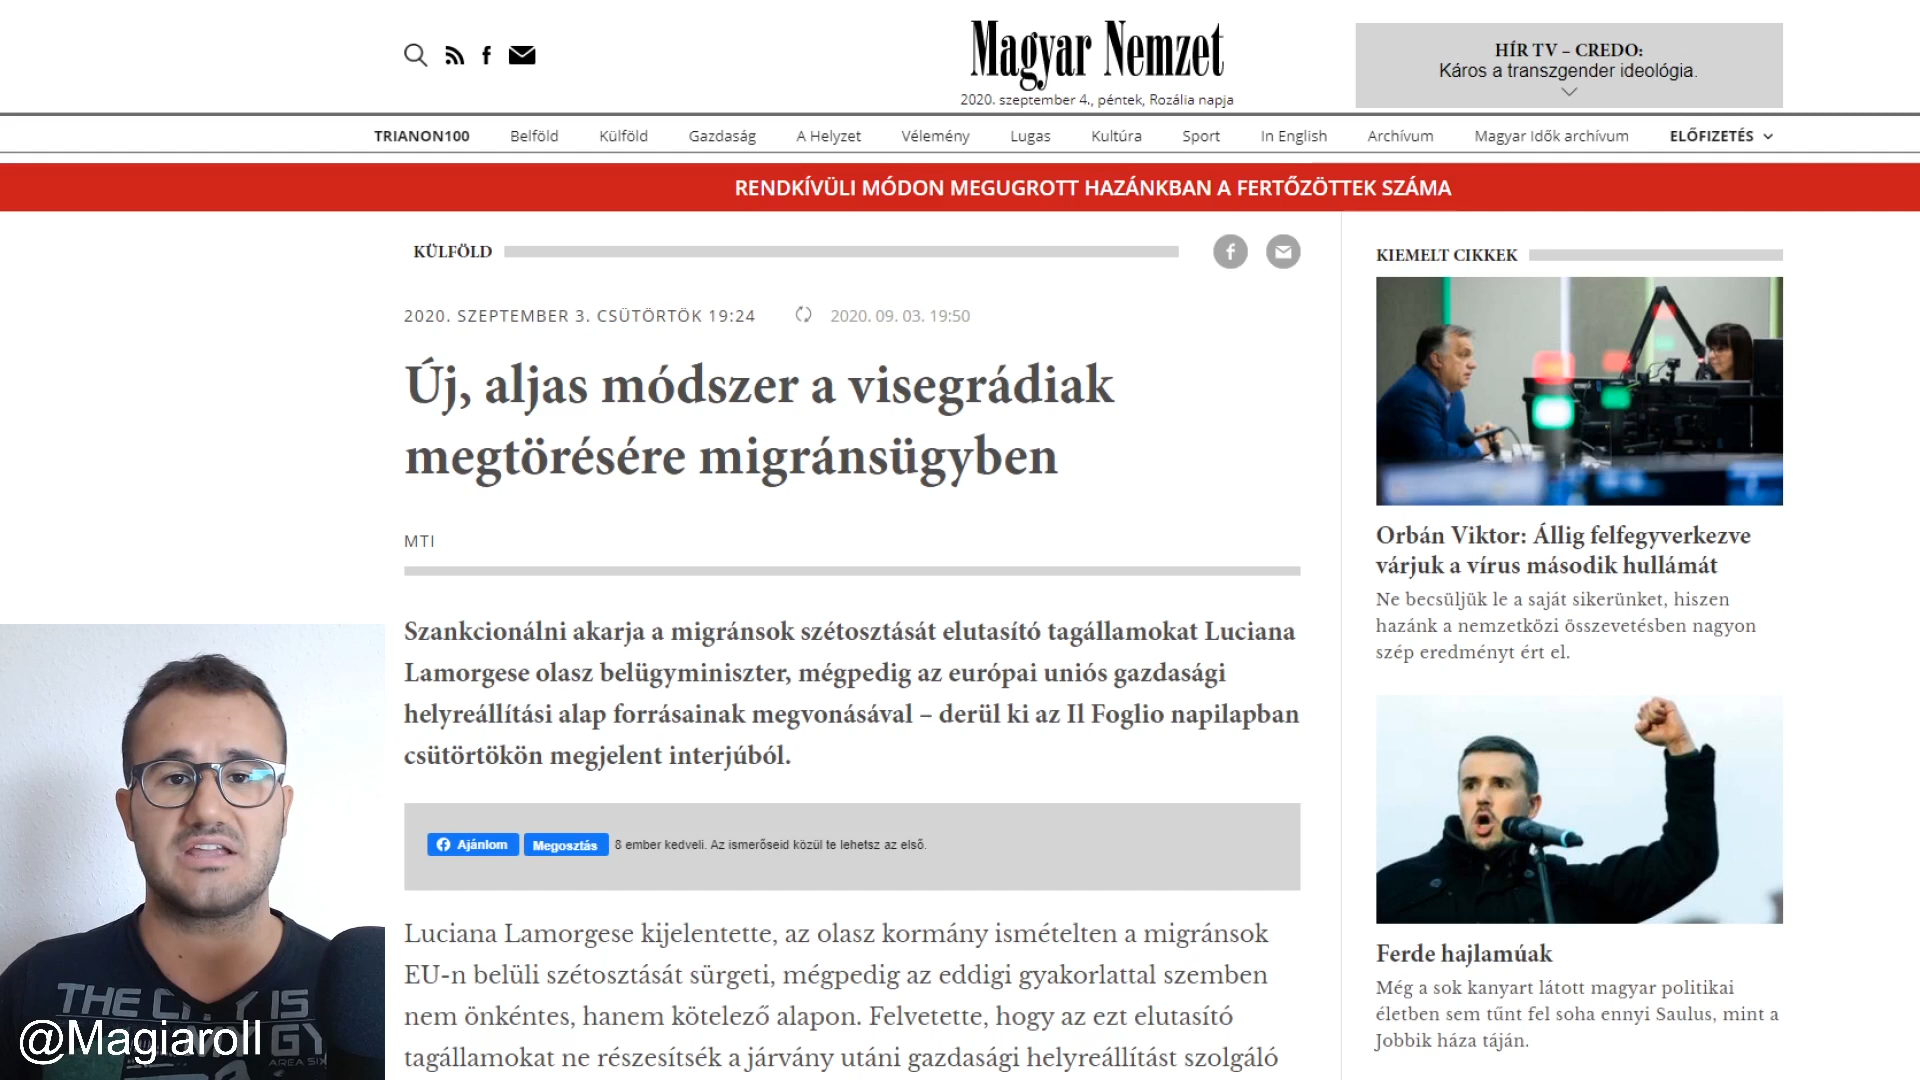 Magyar Nemzet
2020. szeptember 4., péntek, Rozália napja
HÍR TV – CREDO:
Káros a transzgender ideológia.
TRIANON100 Belföld Külföld Gazdaság A Helyzet Vélemény Lugas Kultúra Sport In English Archívum Magyar Idők archívum ELŐFIZETÉS
RENDKÍVÜLI MÓDON MEGUGROTT HAZÁNKBAN A FERTŐZÖTTEK SZÁMA
KÜLFÖLD
2020. SZEPTEMBER 3. CSÜTÖRTÖK 19:24 2020. 09. 03. 19:50
Új, aljas módszer a visegrádiak
megtörésére migránsügyben
MTI
Szankcionálni akarja a migránsok szétosztását elutasító tagállamokat Luciana
Lamorgese olasz belügyminiszter, mégpedig az európai uniós gazdasági
helyreállítási alap forrásainak megvonásával – derül ki az Il Foglio napilapban
csütörtökön megjelent interjúból.
Ajánlom Megosztás 8 ember kedveli. Az ismerőseid közül te lehetsz az első.
Luciana Lamorgese kijelentette, az olasz kormány ismételten a migránsok
EU-n belüli szétosztását sürgeti, mégpedig az eddigi gyakorlattal szemben
nem önkéntes, hanem kötelező alapon. Felvetette, hogy az ezt elutasító
tagállamokat ne részesítsék a járvány utáni gazdasági helyreállítást szolgáló
KIEMELT CIKKEK
Orbán Viktor: Állig felfegyverkezve
várjuk a vírus második hullámát
Ne becsüljük le a saját sikerünket, hiszen
hazánk a nemzetközi összevetésben nagyon
szép eredményt ért el.
Ferde hajlamúak
Még a sok kanyart látott magyar politikai
életben sem tűnt fel soha ennyi Saulus, mint a
Jobbik háza táján.
THE CITY IS
AREA SIX
@Magiaroll